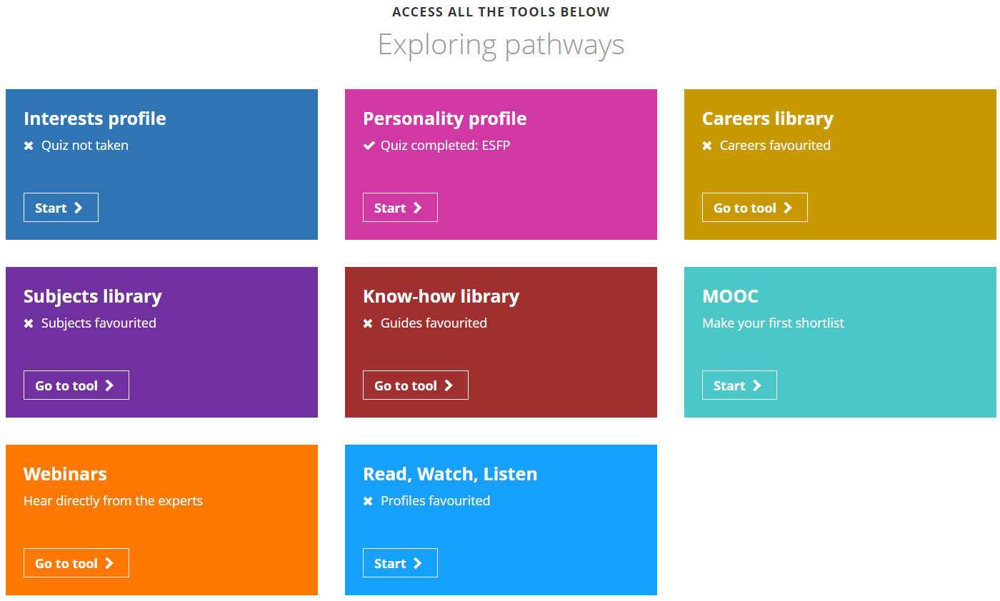 ACCESS ALL THE TOOLS BELOW
Exploring pathways
Interests profile
Quiz not taken
Start
Personality profile
Quiz completed: ESFP
Start
Careers library
Careers favourited
Go to tool
Subjects library
Subjects favourited
Go to tool
Know-how library
Guides favourited
Go to tool
MOOC
Make your first shortlist
Start
Webinars
Hear directly from the experts
Go to tool
Read, Watch, Listen
Profiles favourited
Start